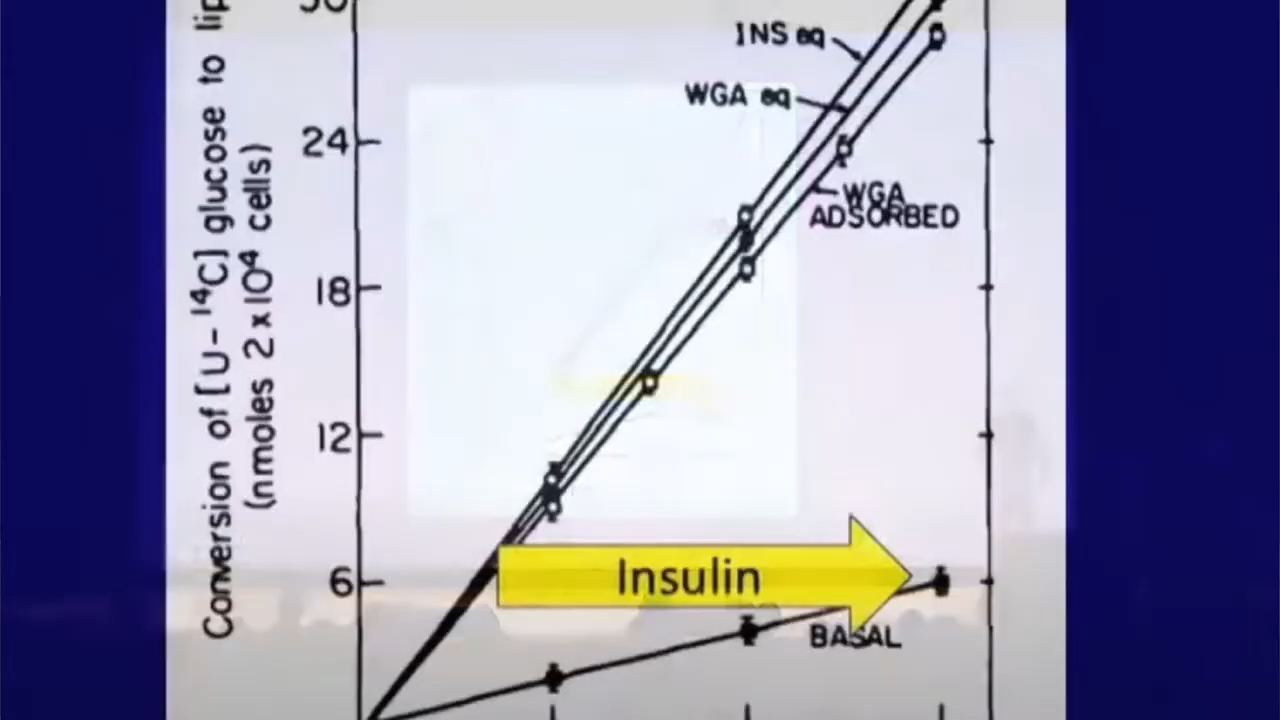 Conversion of [U-¹⁴C] glucose to lip
(nmoles 2 x 10⁴ cells)
30
INS eq
WGA eq
24
WGA
ADSORBED
18
12
Insulin
6
BASAL